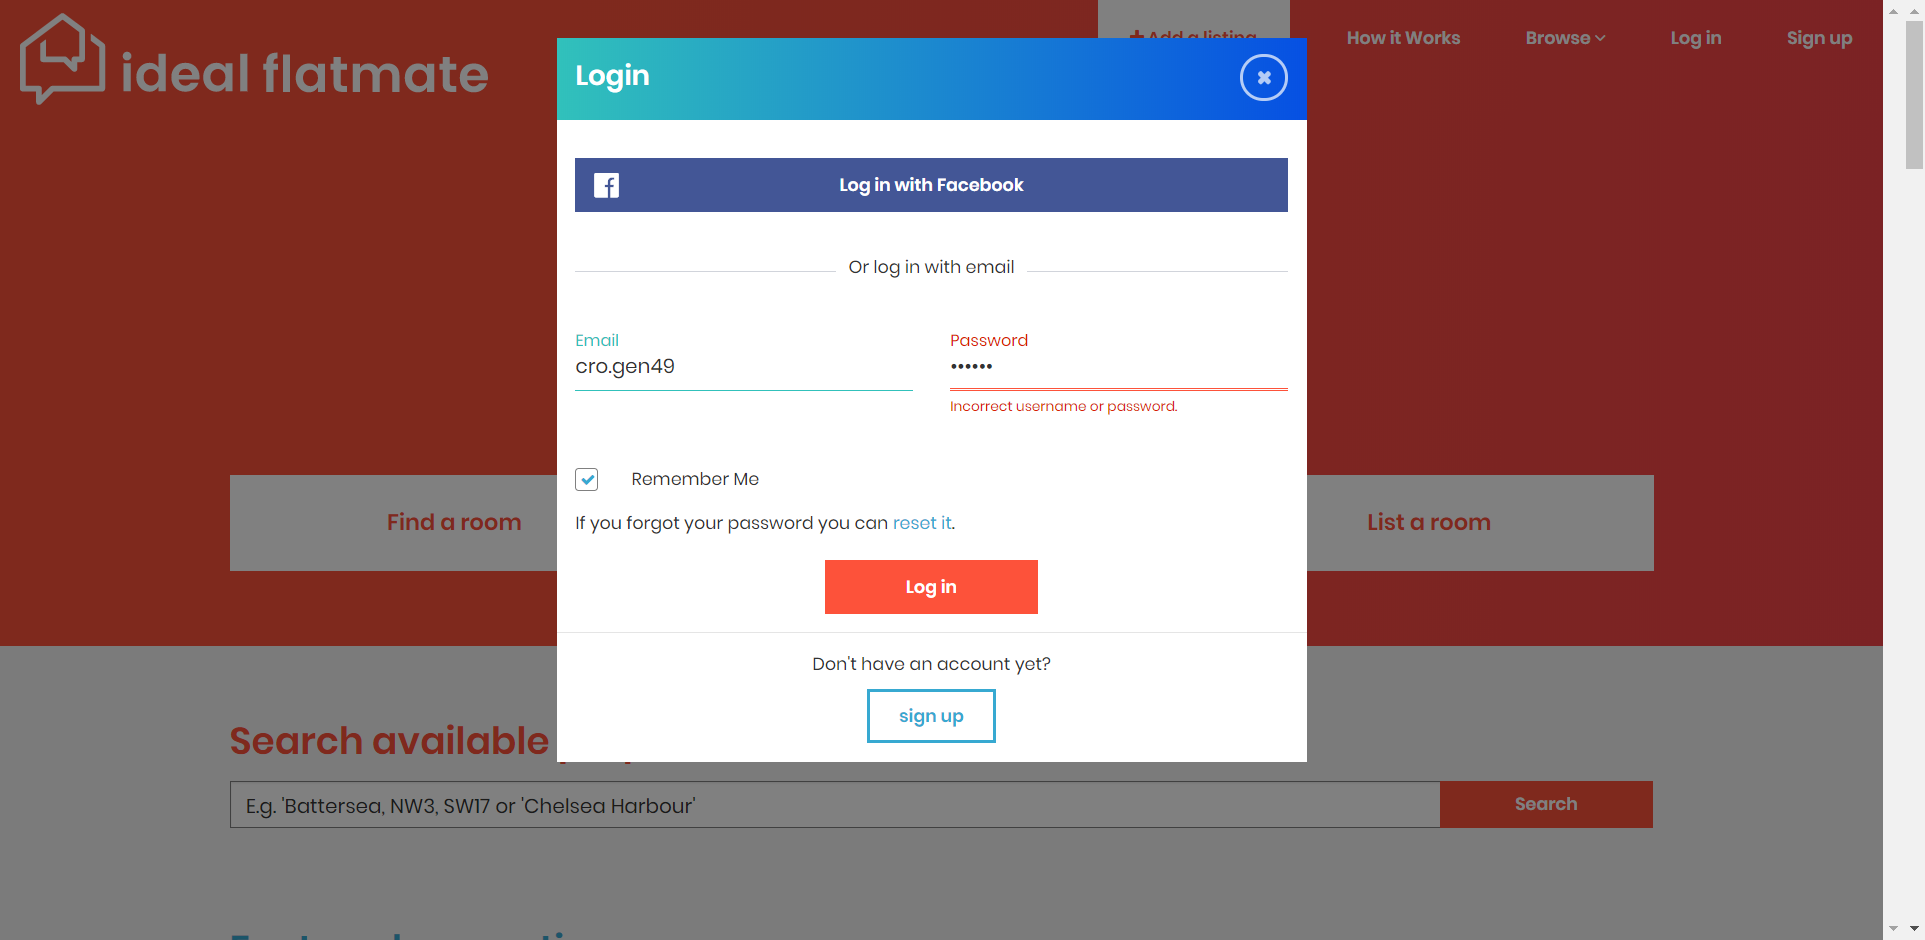 ideal flatmate
Add a listing
How it Works
Browse
Log in
Sign up
Login
Log in with Facebook
Or log in with email
Email
cro.gen49
Password
••••••
Incorrect username or password.
Remember Me
If you forgot your password you can reset it.
Log in
Don't have an account yet?
sign up
Find a room
List a room
Search available
E.g. 'Battersea, NW3, SW17 or 'Chelsea Harbour'
Search